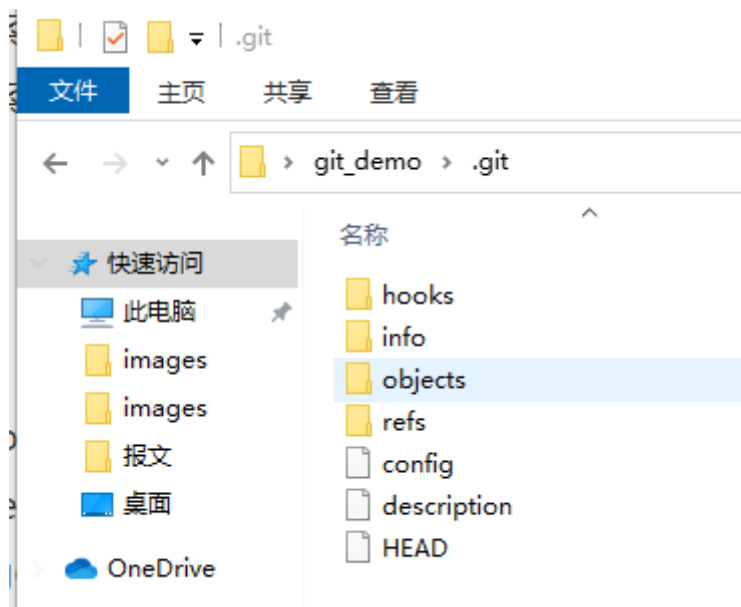 .git
文件 主页 共享 查看
git_demo › .git
名称
快速访问
此电脑
images
images
报文
桌面
OneDrive
hooks
info
objects
refs
config
description
HEAD